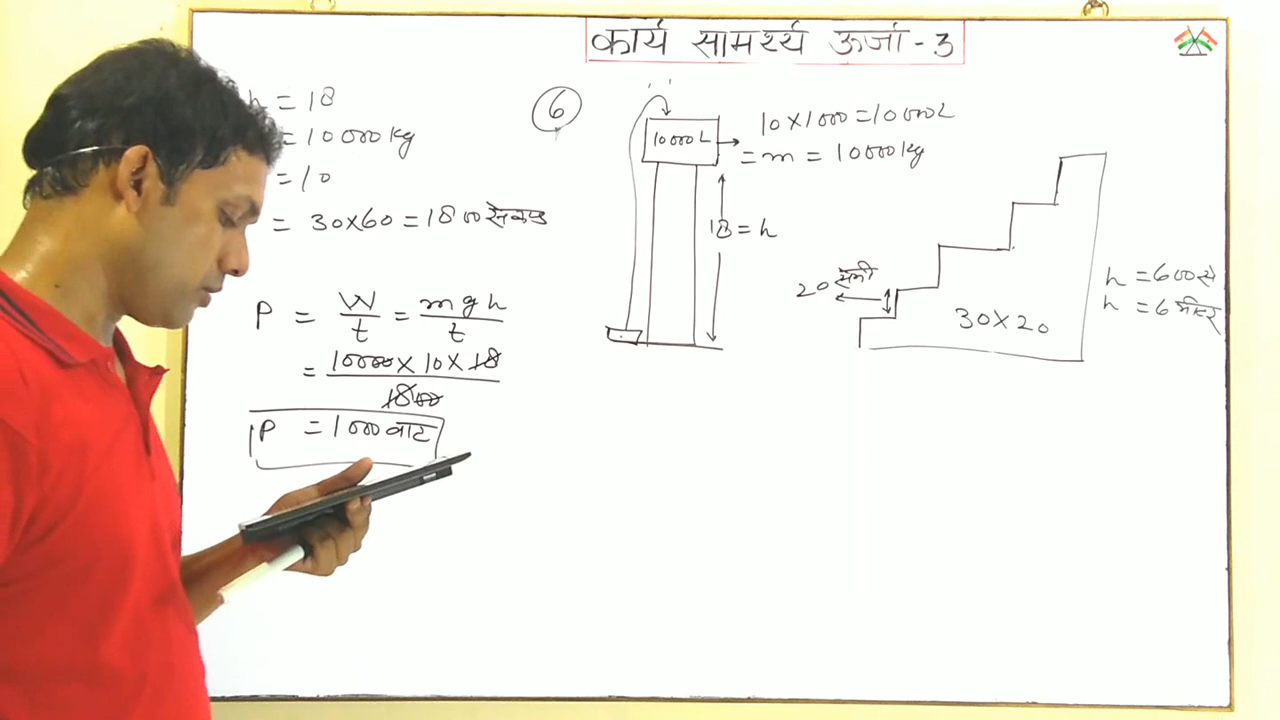 कार्य सामर्थ्य ऊर्जा - 3
h = 18
= 10000 kg
= 10
= 30 × 60 = 1800 सेकण्ड
P = W/t = mgh/t
= 10000 × 10 × 18 / 1800
P = 1000 वाट
6
10000 L
10 × 1000 = 10000 L
= m = 10000 kg
18 = h
20 सेमी
30 × 20
h = 600 से
h = 6 मीटर